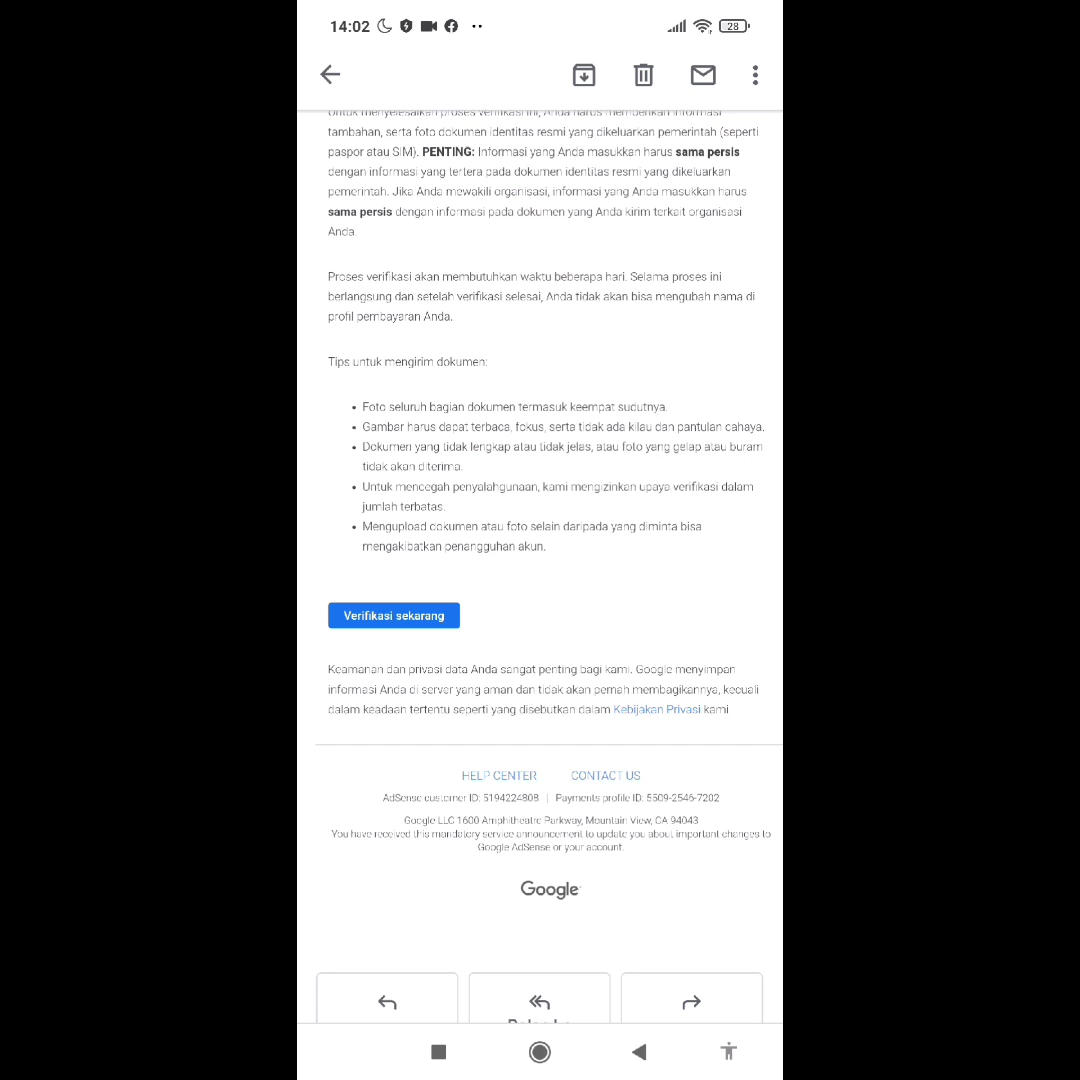 14:02
28
Untuk menyelesaikan proses verifikasi ini, Anda harus memberikan informasi
tambahan, serta foto dokumen identitas resmi yang dikeluarkan pemerintah (seperti
paspor atau SIM). PENTING: Informasi yang Anda masukkan harus sama persis
dengan informasi yang tertera pada dokumen identitas resmi yang dikeluarkan
pemerintah. Jika Anda mewakili organisasi, informasi yang Anda masukkan harus
sama persis dengan informasi pada dokumen yang Anda kirim terkait organisasi
Anda.
Proses verifikasi akan membutuhkan waktu beberapa hari. Selama proses ini
berlangsung dan setelah verifikasi selesai, Anda tidak akan bisa mengubah nama di
profil pembayaran Anda.
Tips untuk mengirim dokumen:
• Foto seluruh bagian dokumen termasuk keempat sudutnya.
• Gambar harus dapat terbaca, fokus, serta tidak ada kilau dan pantulan cahaya.
• Dokumen yang tidak lengkap atau tidak jelas, atau foto yang gelap atau buram
tidak akan diterima.
• Untuk mencegah penyalahgunaan, kami mengizinkan upaya verifikasi dalam
jumlah terbatas.
• Mengupload dokumen atau foto selain daripada yang diminta bisa
mengakibatkan penangguhan akun.
Verifikasi sekarang
Keamanan dan privasi data Anda sangat penting bagi kami. Google menyimpan
informasi Anda di server yang aman dan tidak akan pernah membagikannya, kecuali
dalam keadaan tertentu seperti yang disebutkan dalam Kebijakan Privasi kami
HELP CENTER CONTACT US
AdSense customer ID: 5194224808 | Payments profile ID: 5509-2546-7202
Google LLC 1600 Amphitheatre Parkway, Mountain View, CA 94043
You have received this mandatory service announcement to update you about important changes to
Google AdSense or your account.
Google